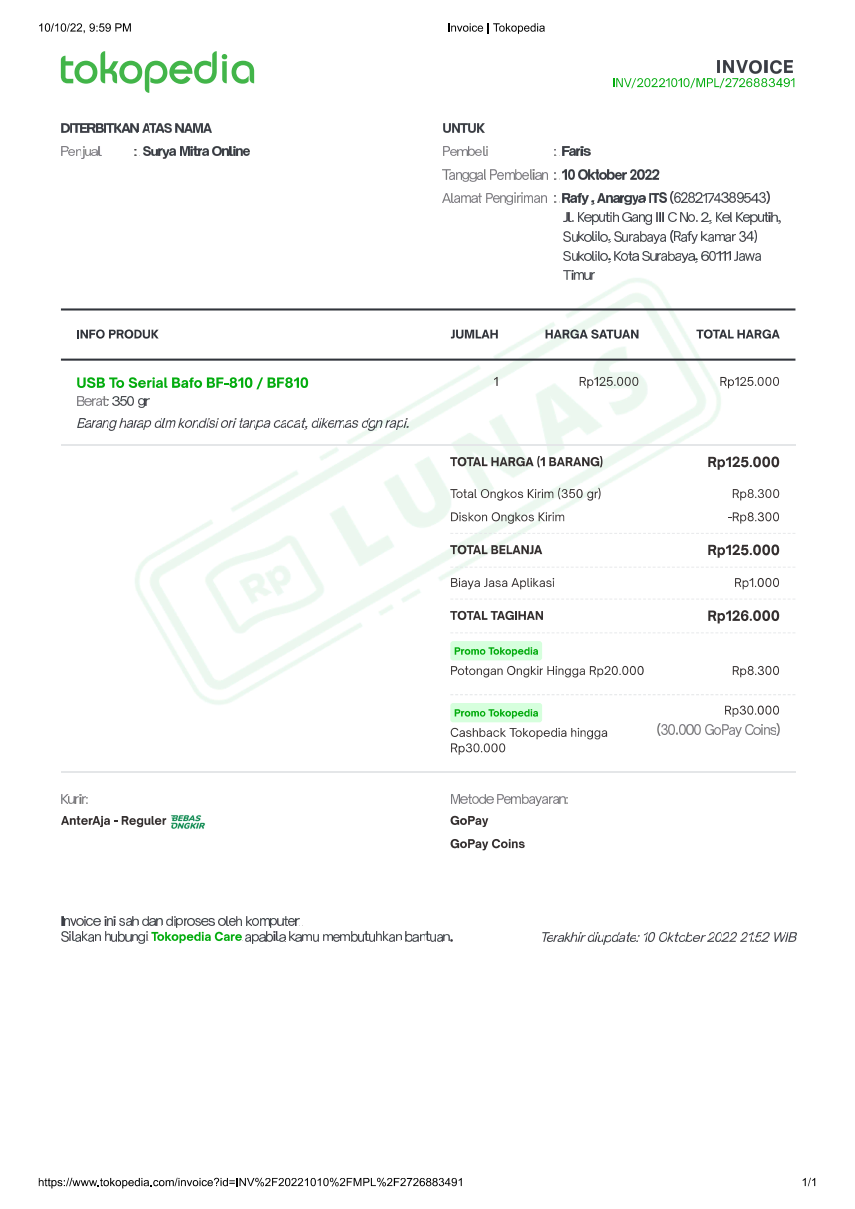 10/10/22, 9:59 PM
Invoice | Tokopedia
tokopedia
INVOICE
INV/20221010/MPL/2726883491
DITERBITKAN ATAS NAMA
Penjual : Surya Mitra Online
UNTUK
Pembeli : Faris
Tanggal Pembelian : 10 Oktober 2022
Alamat Pengiriman : Rafy , Anargya ITS (6282174389543)
Jl. Keputih Gang III C No. 2, Kel Keputih,
Sukolilo, Surabaya (Rafy kamar 34)
Sukolilo, Kota Surabaya, 60111 Jawa
Timur
INFO PRODUK JUMLAH HARGA SATUAN TOTAL HARGA
USB To Serial Bafo BF-810 / BF810 1 Rp125.000 Rp125.000
Berat: 350 gr
Barang harap dlm kondisi ori tanpa cacat, dikemas dgn rapi.
Rp LUNAS
TOTAL HARGA (1 BARANG) Rp125.000
Total Ongkos Kirim (350 gr) Rp8.300
Diskon Ongkos Kirim -Rp8.300
TOTAL BELANJA Rp125.000
Biaya Jasa Aplikasi Rp1.000
TOTAL TAGIHAN Rp126.000
Promo Tokopedia
Potongan Ongkir Hingga Rp20.000 Rp8.300
Promo Tokopedia Rp30.000
Cashback Tokopedia hingga (30.000 GoPay Coins)
Rp30.000
Kurir:
AnterAja - Reguler BEBAS ONGKIR
Metode Pembayaran:
GoPay
GoPay Coins
Invoice ini sah dan diproses oleh komputer
Silakan hubungi Tokopedia Care apabila kamu membutuhkan bantuan.
Terakhir diupdate: 10 Oktober 2022 21:52 WIB
https://www.tokopedia.com/invoice?id=INV%2F20221010%2FMPL%2F2726883491
1/1